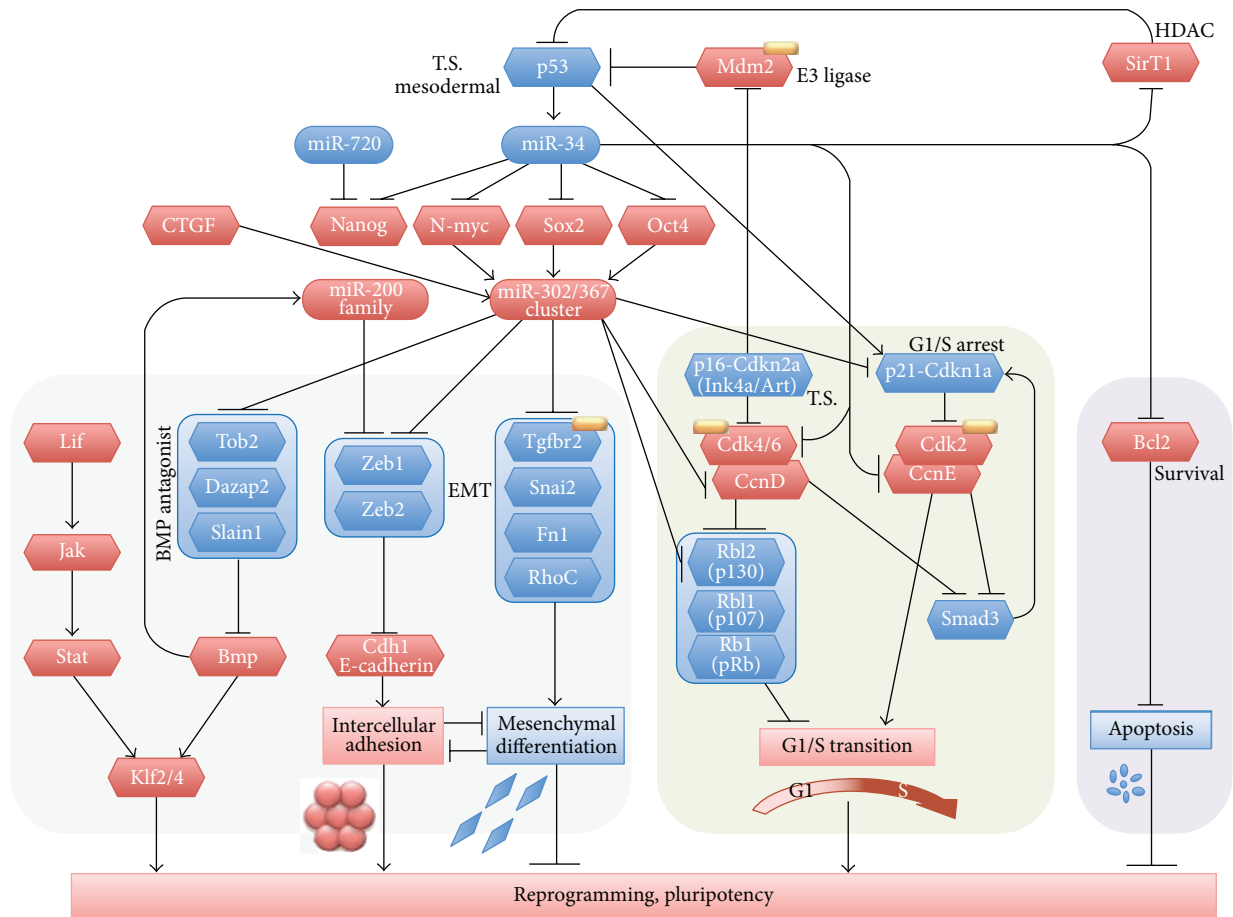 HDAC
SirT1
p53
Mdm2
E3 ligase
T.S.
mesodermal
miR-720
miR-34
CTGF
Nanog
N-myc
Sox2
Oct4
miR-200
family
miR-302/367
cluster
G1/S arrest
p16-Cdkn2a
(Ink4a/Art)
p21-Cdkn1a
T.S.
Lif
BMP antagonist
Tob2
Dazap2
Slain1
Zeb1
Zeb2
EMT
Tgfbr2
Snai2
Fn1
RhoC
Cdk4/6
CcnD
Cdk2
CcnE
Bcl2
Survival
Jak
Rbl2
(p130)
Rbl1
(p107)
Rb1
(pRb)
Smad3
Stat
Bmp
Cdh1
E-cadherin
Intercellular
adhesion
Mesenchymal
differentiation
G1/S transition
Apoptosis
Klf2/4
G1
S
Reprogramming, pluripotency